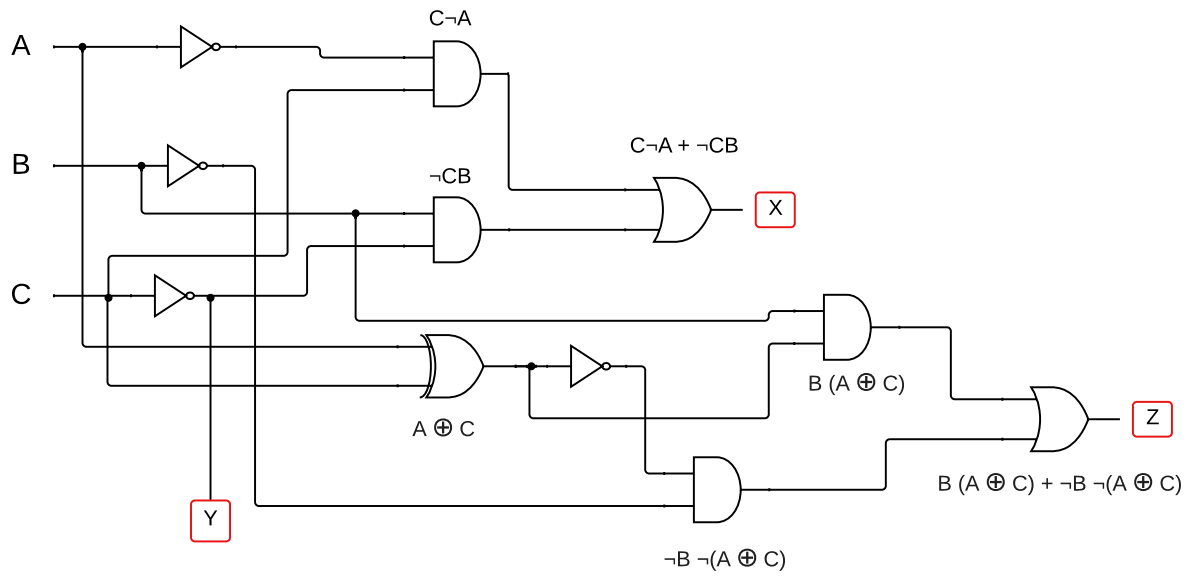 C¬A
A
C¬A + ¬CB
B
¬CB
X
C
B (A ⊕ C)
Z
A ⊕ C
B (A ⊕ C) + ¬B ¬(A ⊕ C)
Y
¬B ¬(A ⊕ C)